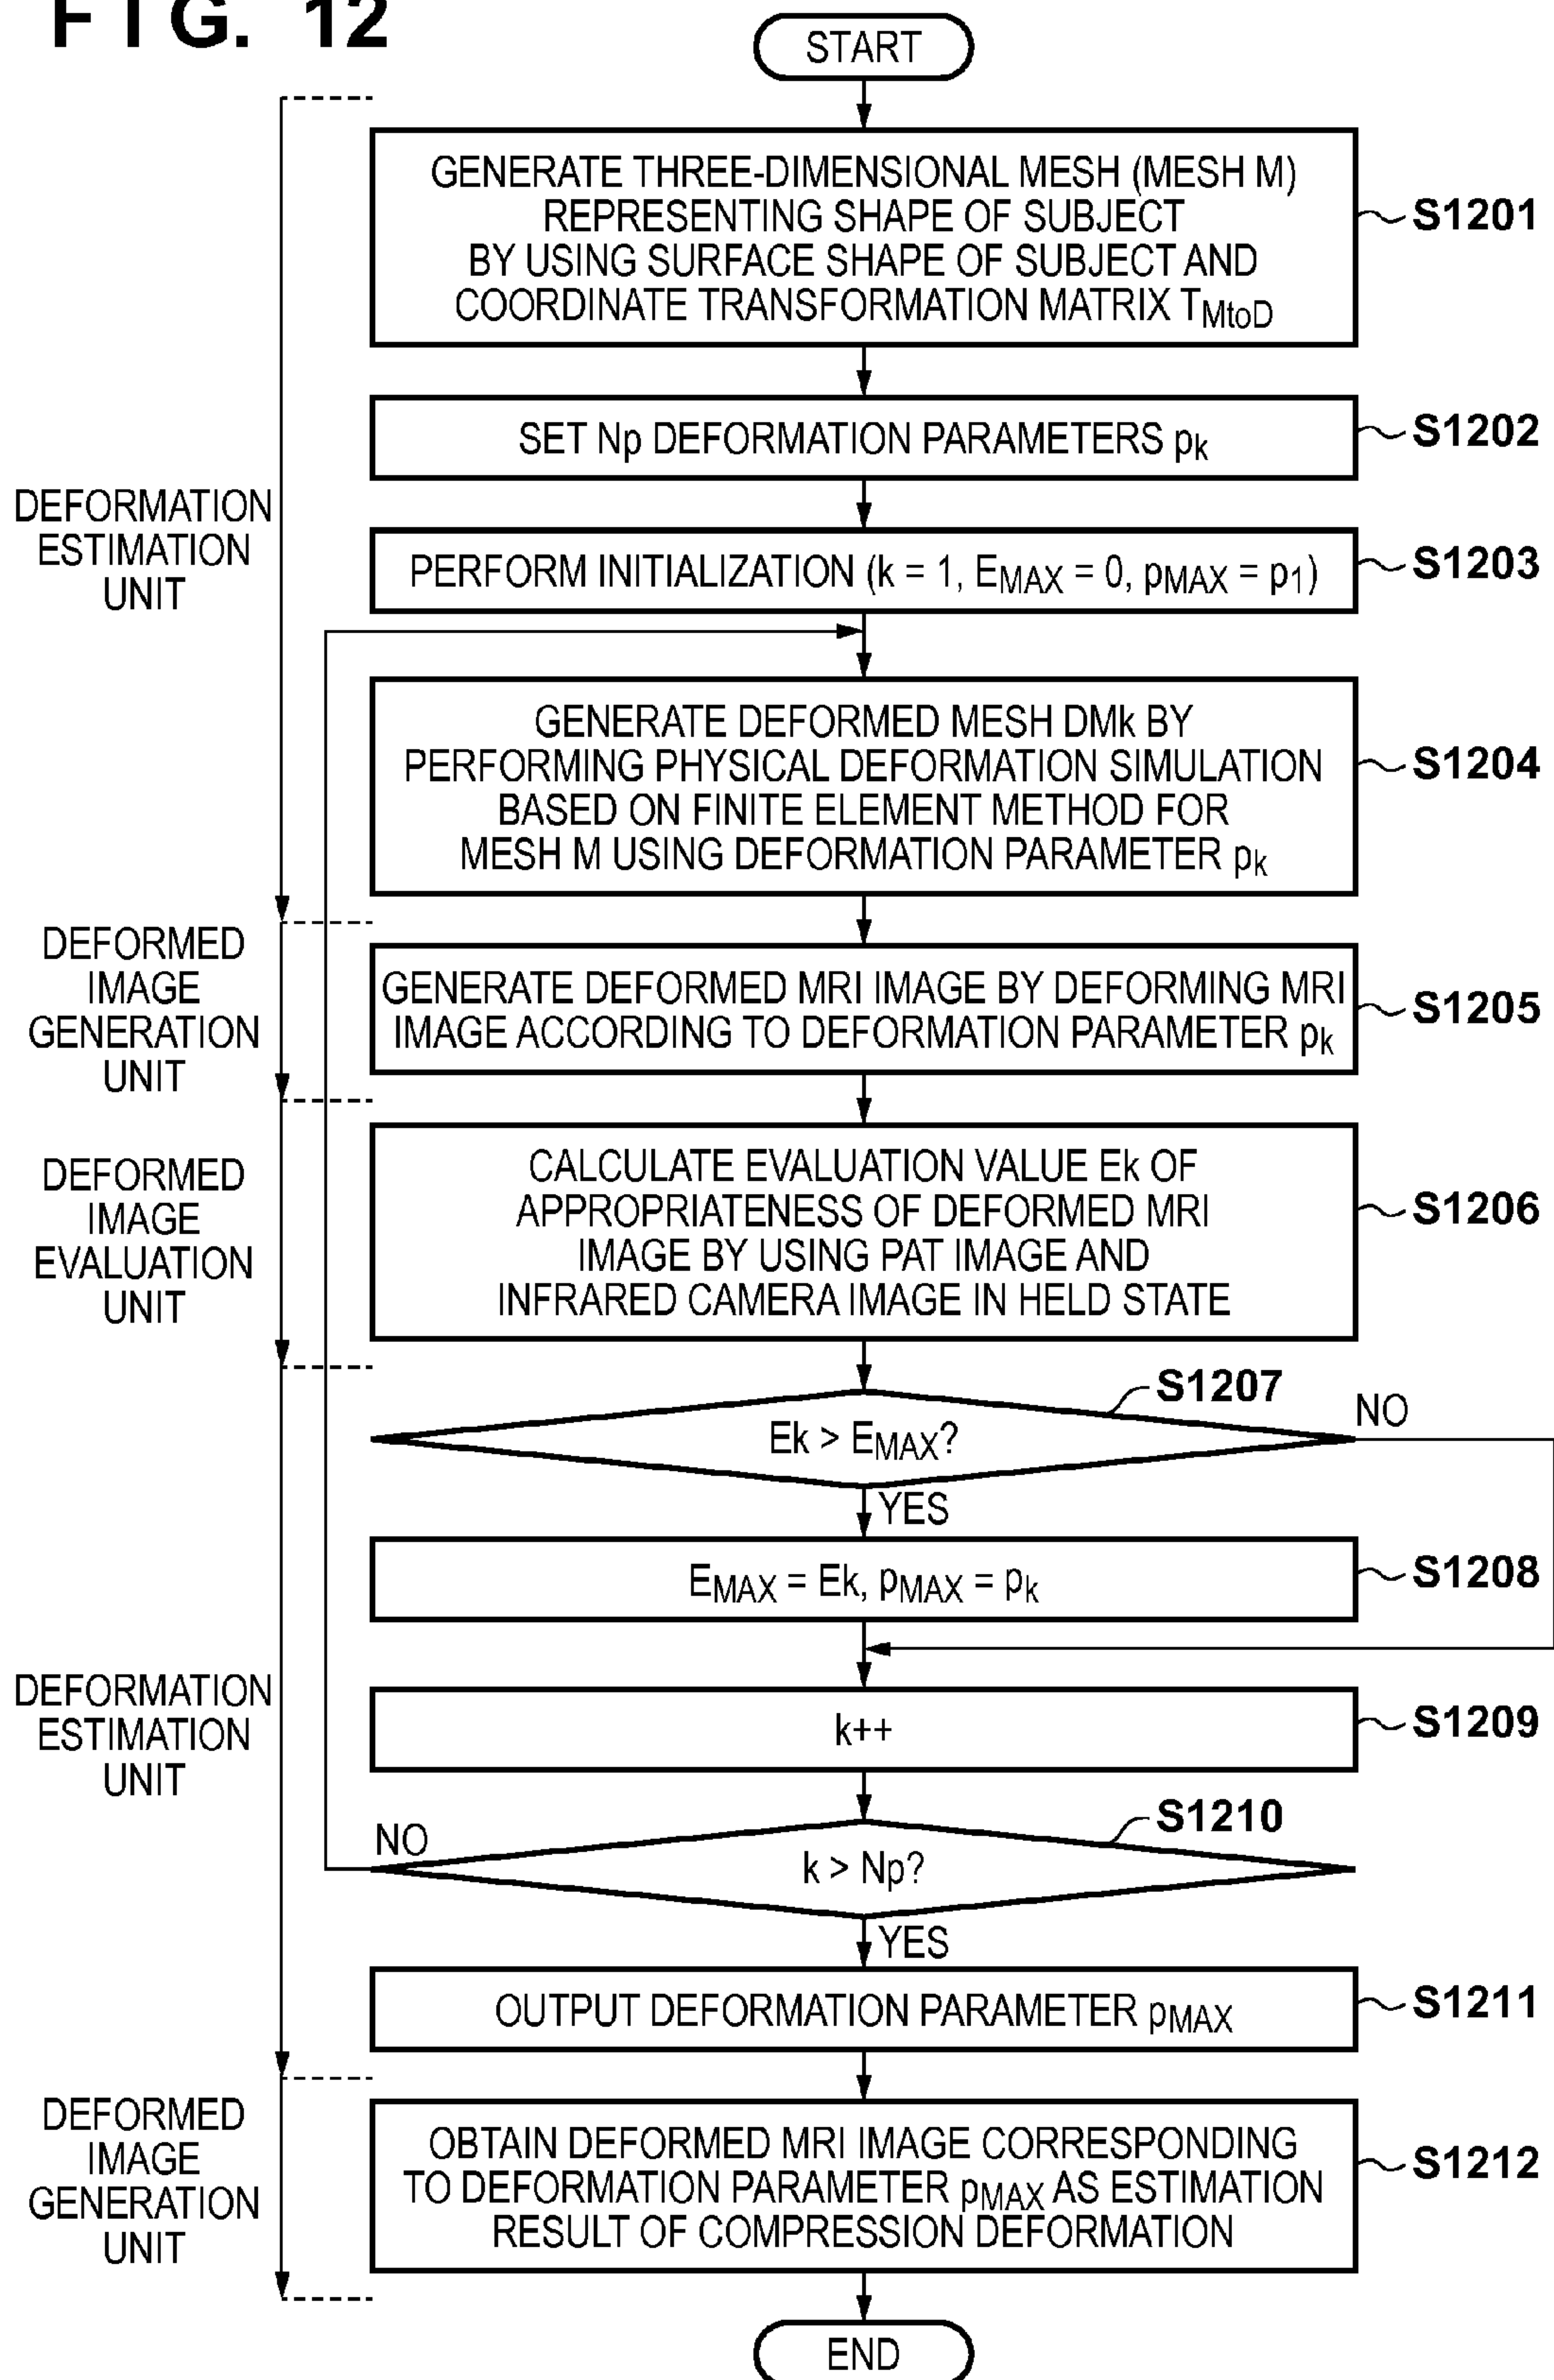 FIG. 12
START
GENERATE THREE-DIMENSIONAL MESH (MESH M)
REPRESENTING SHAPE OF SUBJECT
BY USING SURFACE SHAPE OF SUBJECT AND
COORDINATE TRANSFORMATION MATRIX TMtoD
S1201
SET Np DEFORMATION PARAMETERS pk
S1202
DEFORMATION
ESTIMATION
UNIT
PERFORM INITIALIZATION (k = 1, EMAX = 0, pMAX = p1)
S1203
GENERATE DEFORMED MESH DMk BY
PERFORMING PHYSICAL DEFORMATION SIMULATION
BASED ON FINITE ELEMENT METHOD FOR
MESH M USING DEFORMATION PARAMETER pk
S1204
DEFORMED
IMAGE
GENERATION
UNIT
GENERATE DEFORMED MRI IMAGE BY DEFORMING MRI
IMAGE ACCORDING TO DEFORMATION PARAMETER pk
S1205
DEFORMED
IMAGE
EVALUATION
UNIT
CALCULATE EVALUATION VALUE Ek OF
APPROPRIATENESS OF DEFORMED MRI
IMAGE BY USING PAT IMAGE AND
INFRARED CAMERA IMAGE IN HELD STATE
S1206
S1207
Ek > EMAX?
NO
YES
EMAX = Ek, pMAX = pk
S1208
DEFORMATION
ESTIMATION
UNIT
k++
S1209
S1210
NO
k > Np?
YES
OUTPUT DEFORMATION PARAMETER pMAX
S1211
DEFORMED
IMAGE
GENERATION
UNIT
OBTAIN DEFORMED MRI IMAGE CORRESPONDING
TO DEFORMATION PARAMETER pMAX AS ESTIMATION
RESULT OF COMPRESSION DEFORMATION
S1212
END